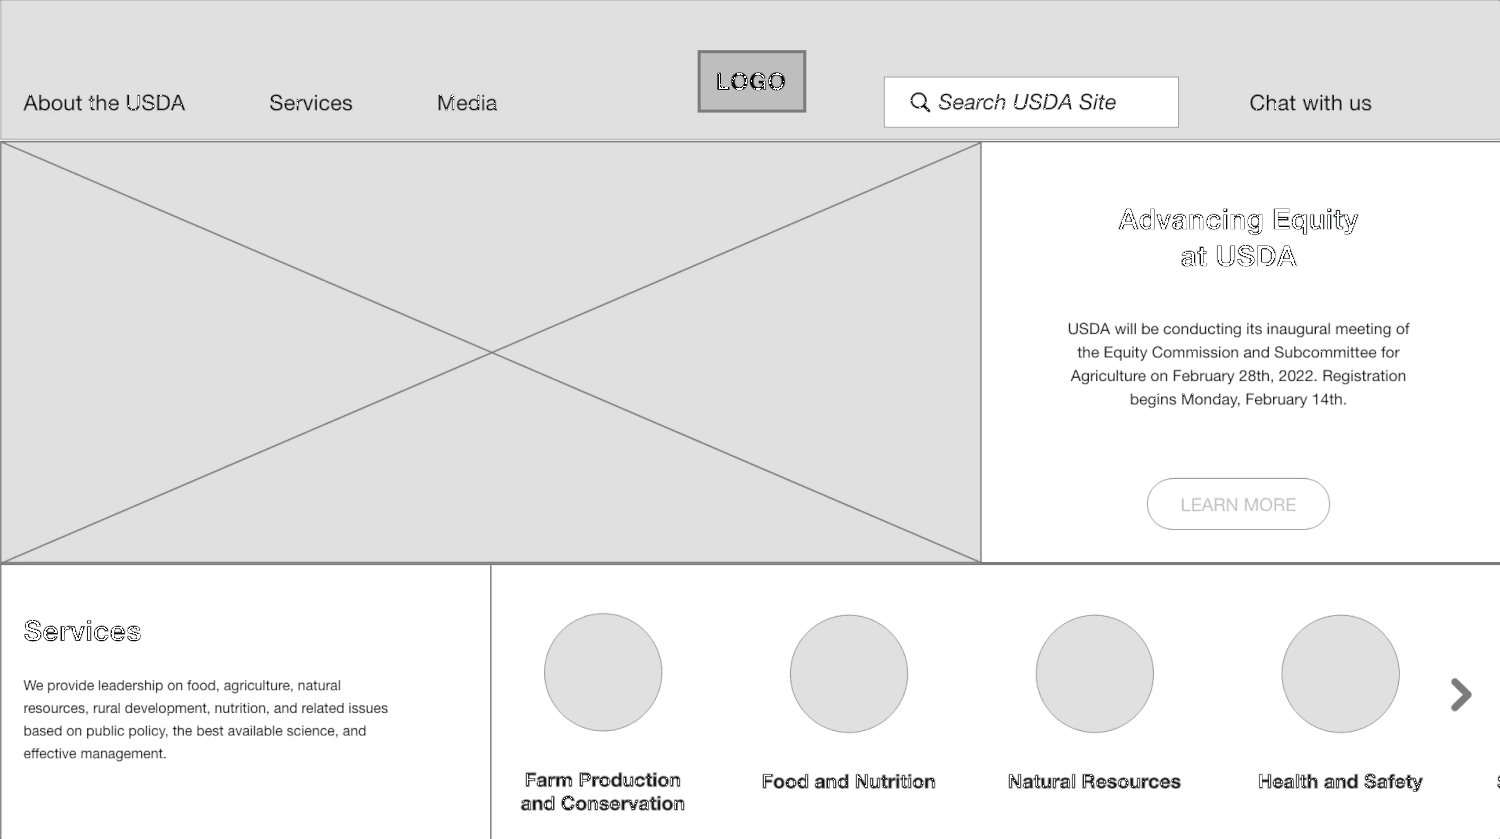 About the USDA
Services
Media
LOGO
Search USDA Site
Chat with us
Advancing Equity
at USDA
USDA will be conducting its inaugural meeting of
the Equity Commission and Subcommittee for
Agriculture on February 28th, 2022. Registration
begins Monday, February 14th.
LEARN MORE
Services
We provide leadership on food, agriculture, natural
resources, rural development, nutrition, and related issues
based on public policy, the best available science, and
effective management.
Farm Production
and Conservation
Food and Nutrition
Natural Resources
Health and Safety